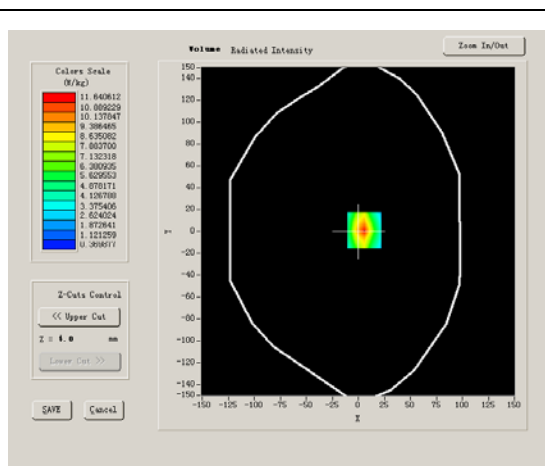 Volume Radiated Intensity
Zoom In/Out
Colors Scale
(W/kg)
11.640612
10.889229
10.137847
9.386465
8.635082
7.883700
7.132318
6.380935
5.629553
4.878171
4.126788
3.375406
2.624024
1.872641
1.121259
0.369877
Z-Cuts Control
<< Upper Cut
Z = 4.0 mm
Lower Cut >>
SAVE
Cancel
150
140
120
100
80
60
40
20
0
-20
-40
-60
-80
-100
-120
-140
-150
Y
-150 -125 -100 -75 -50 -25 0 25 50 75 100 125 150
X